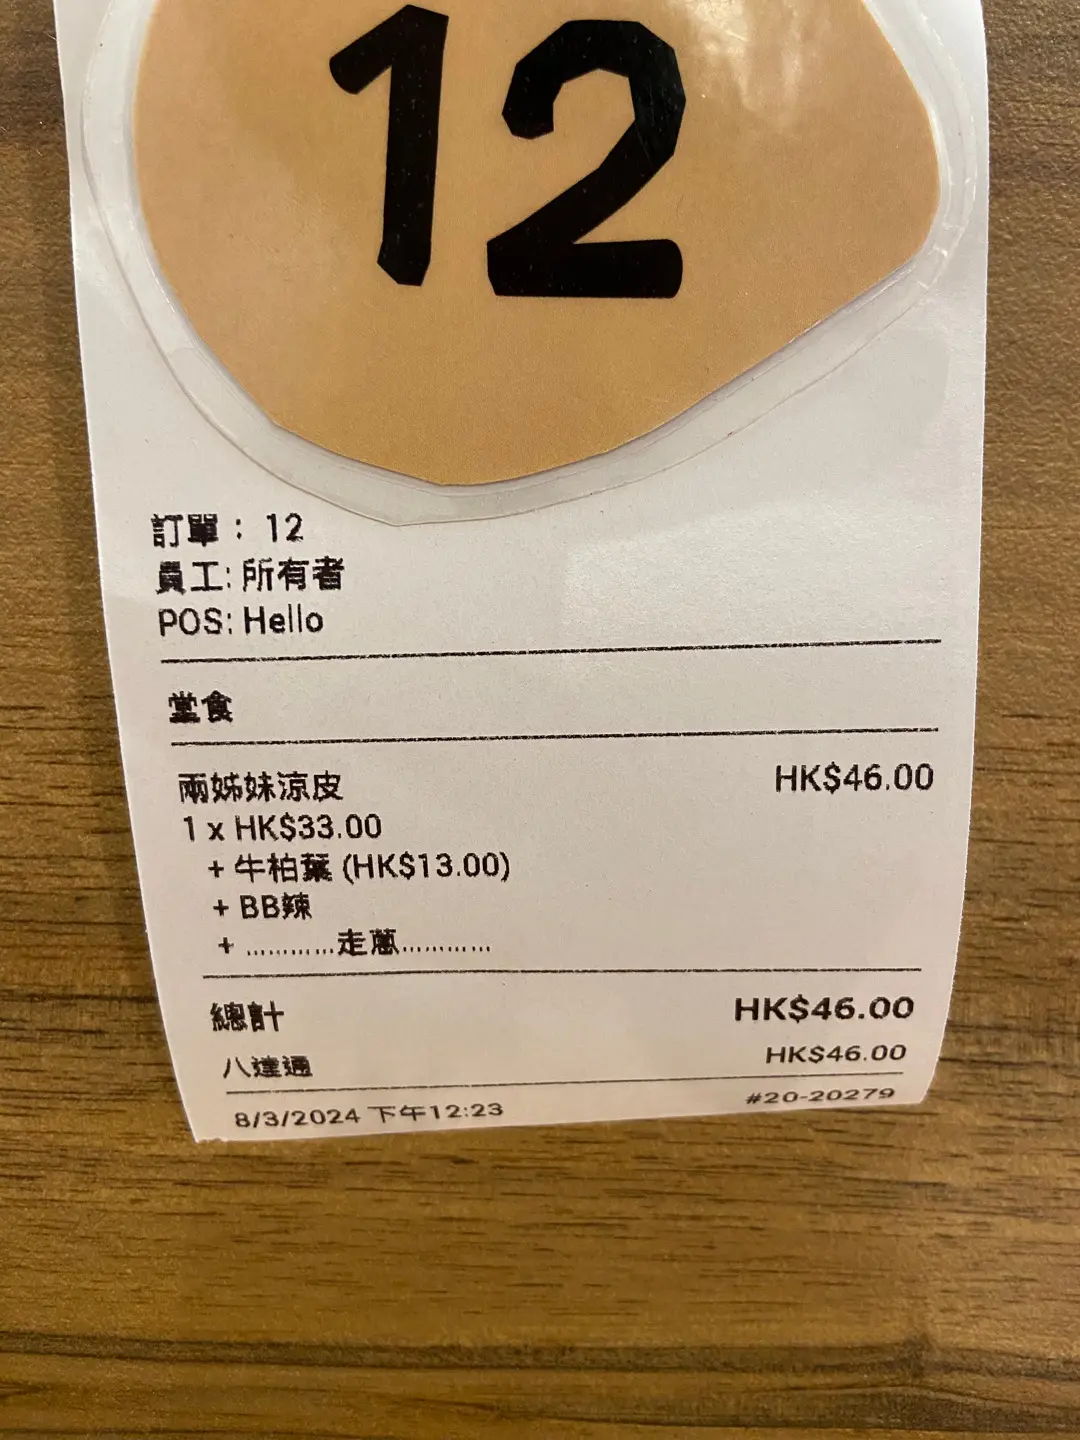 12
訂單： 12
員工: 所有者
POS: Hello
堂食
兩姊妹涼皮 HK$46.00
1 x HK$33.00
+ 牛柏葉 (HK$13.00)
+ BB辣
+ ............走蔥............
總計 HK$46.00
八達通 HK$46.00
8/3/2024 下午12:23 #20-20279